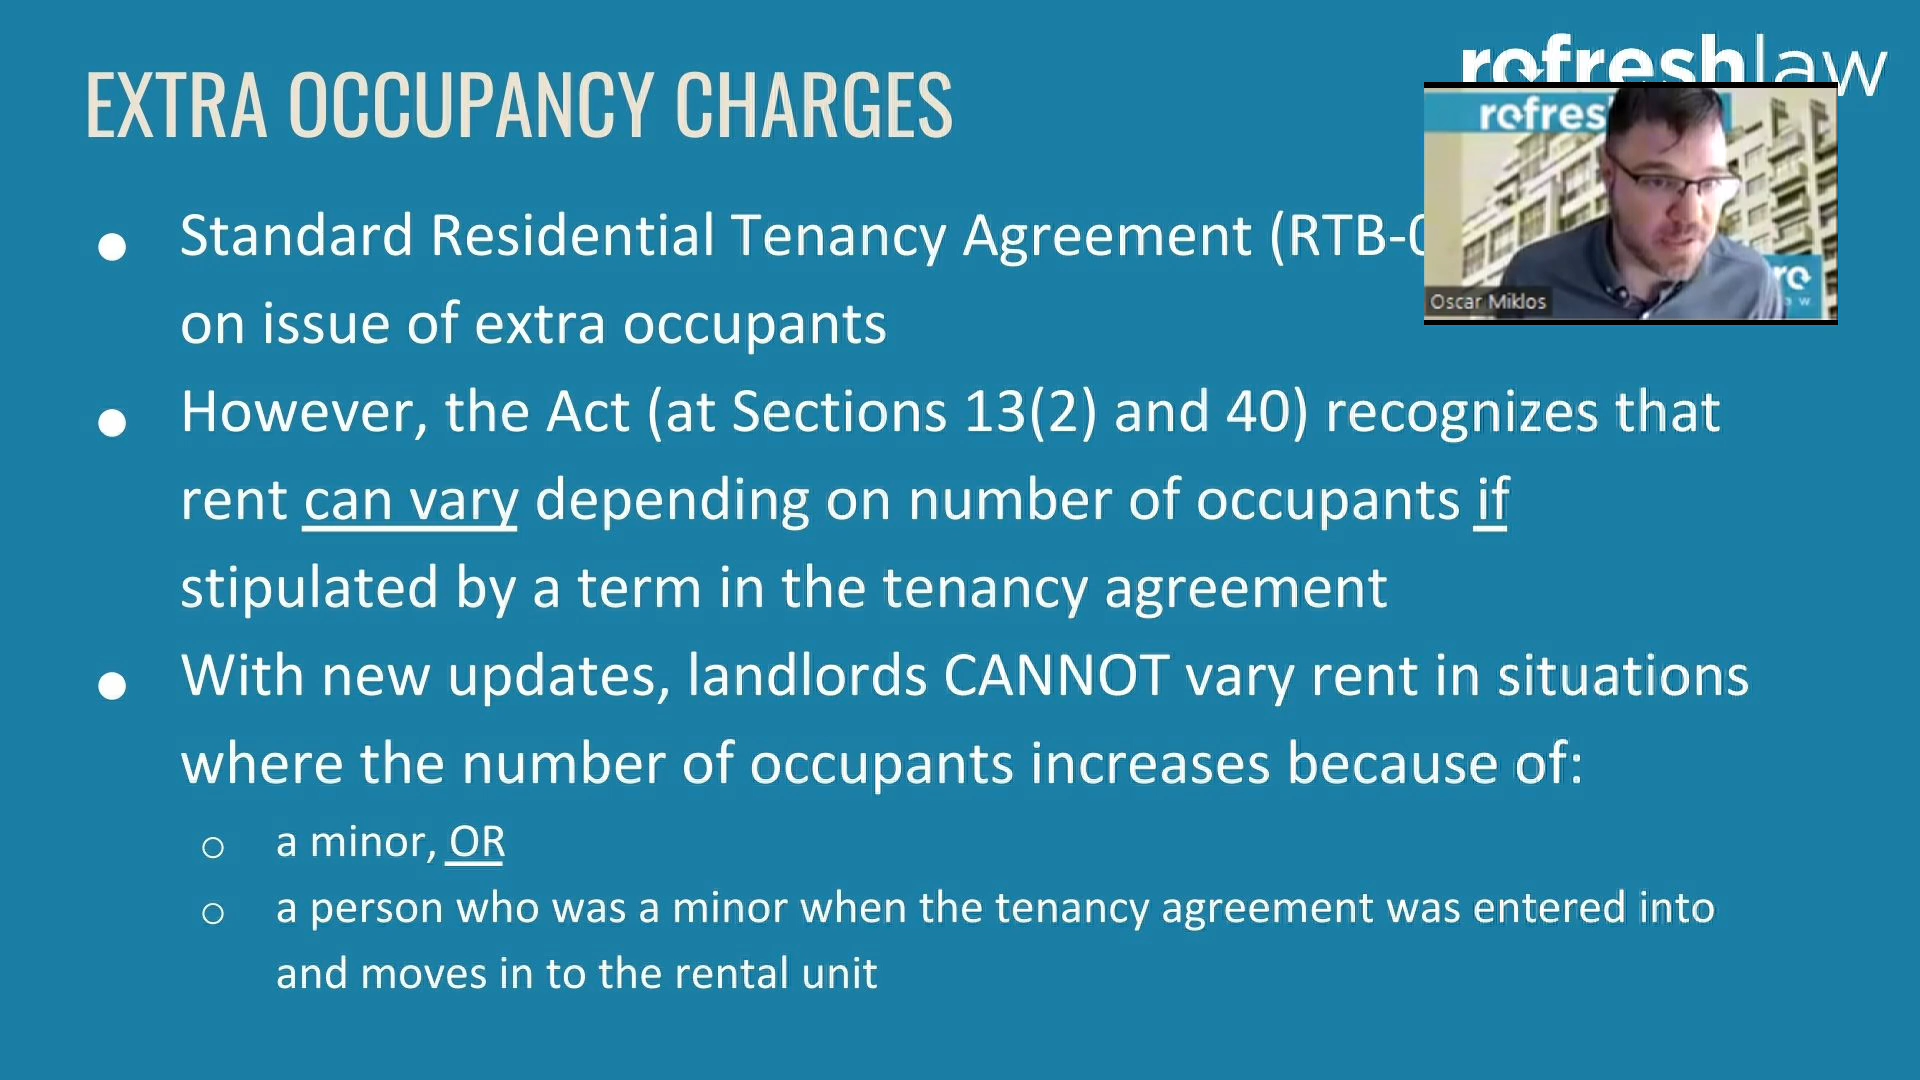 refreshlaw
EXTRA OCCUPANCY CHARGES
Standard Residential Tenancy Agreement
on issue of extra occupants
However, the Act (at Sections 13(2) and 40) recognizes that
rent can vary depending on number of occupants if
stipulated by a term in the tenancy agreement
With new updates, landlords CANNOT vary rent in situations
where the number of occupants increases because of:
a minor, OR
a person who was a minor when the tenancy agreement was entered into
and moves in to the rental unit
Oscar Miklos